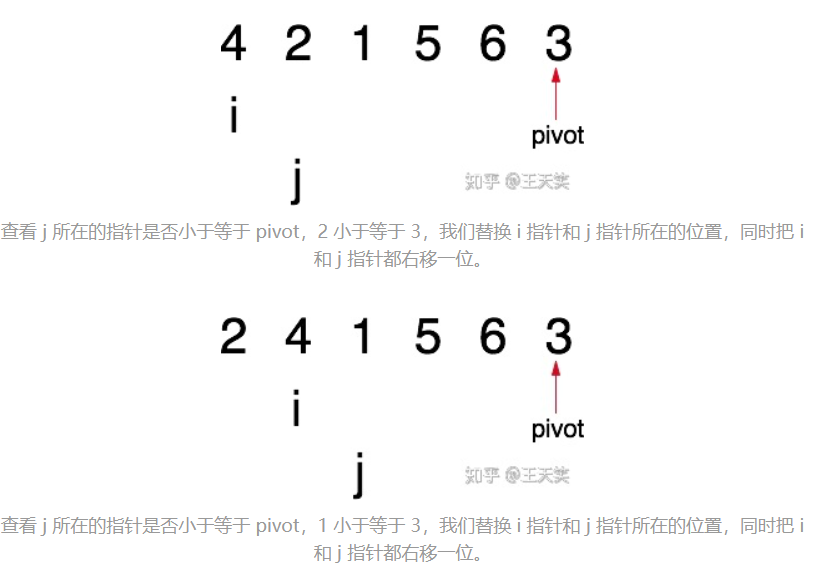 4 2 1 5 6 3
i
pivot
j
知乎 @王天笑
查看 j 所在的指针是否小于等于 pivot，2 小于等于 3，我们替换 i 指针和 j 指针所在的位置，同时把 i
和 j 指针都右移一位。
2 4 1 5 6 3
i
pivot
j
知乎 @王天笑
查看 j 所在的指针是否小于等于 pivot，1 小于等于 3，我们替换 i 指针和 j 指针所在的位置，同时把 i
和 j 指针都右移一位。